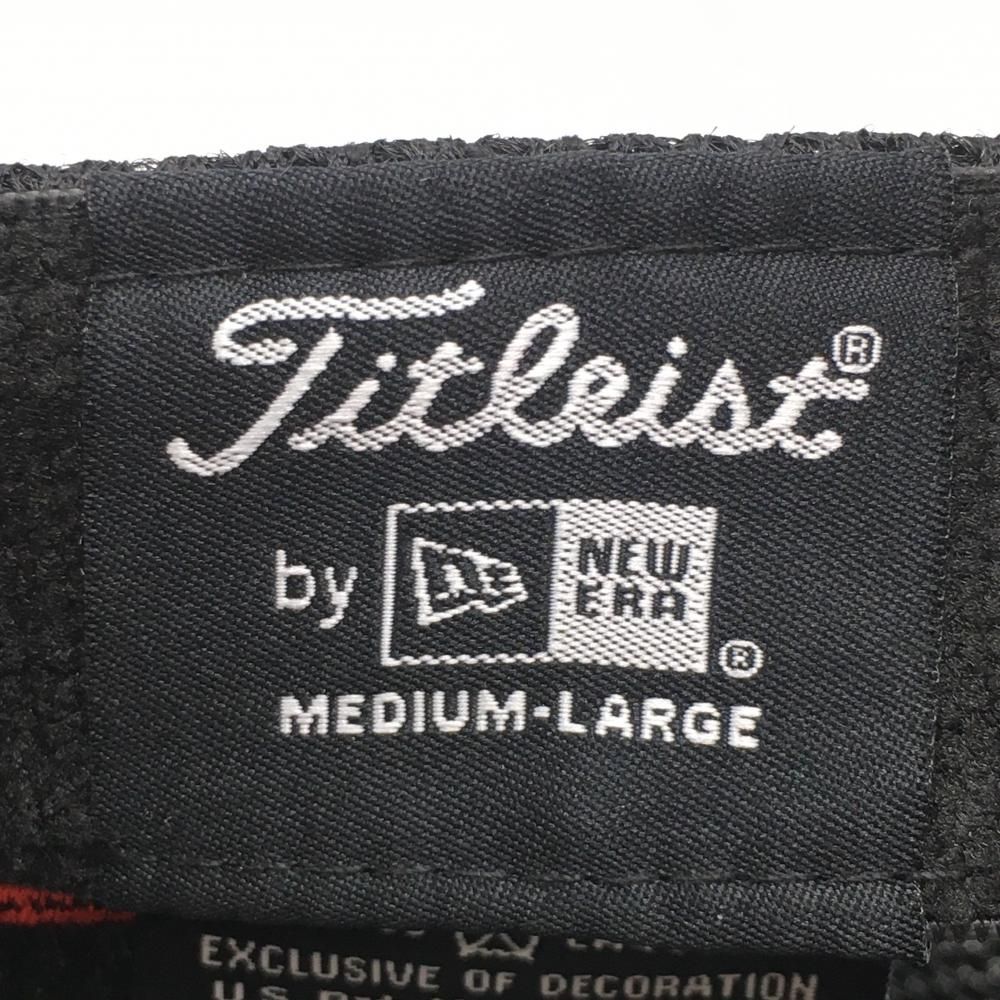 Titleist®
by NEW ERA®
MEDIUM-LARGE
EXCLUSIVE OF DECORATION